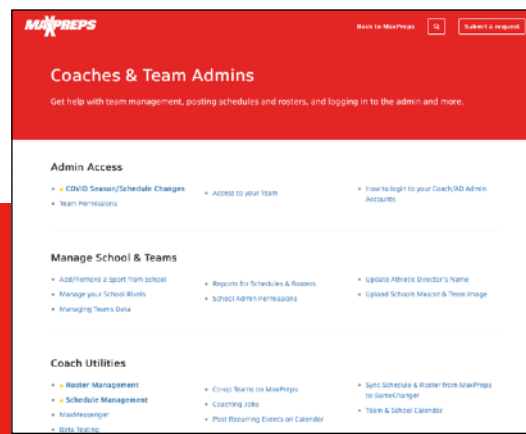 MAXPREPS
Back to MaxPreps
Submit a request
Coaches & Team Admins
Get help with team management, posting schedules and rosters, and logging in to the admin and more.
Admin Access
COVID Season/Schedule Changes
Team Permissions
Access to your Team
How to login to your Coach/AD Admin
Accounts
Manage School & Teams
Add/Remove a Sport from School
Manage your School Rivals
Managing Teams Data
Reports for Schedules & Rosters
School Admin Permissions
Update Athletic Director's Name
Upload Schools Mascot & Team Image
Coach Utilities
Roster Management
Schedule Management
MaxMessenger
Beta Testing
Co-op Teams on MaxPreps
Coaching Jobs
Post Recurring Events on Calendar
Sync Schedule & Roster from MaxPreps
to GameChanger
Team & School Calendar